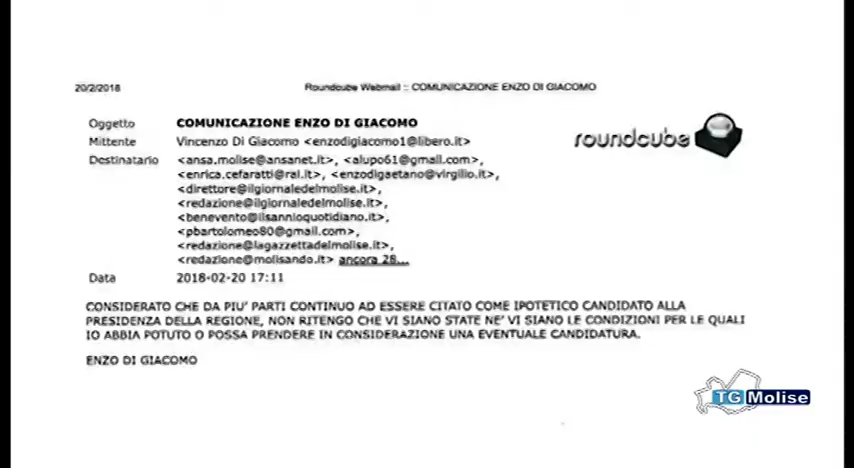 20/2/2018 Roundcube Webmail :: COMUNICAZIONE ENZO DI GIACOMO
Oggetto COMUNICAZIONE ENZO DI GIACOMO
Mittente Vincenzo Di Giacomo <enzodigiacomo1@libero.it>
roundcube
Destinatario <ansa.molise@ansanet.it>, <alupo61@gmail.com>,
<enrica.cefaratti@rai.it>, <enzodigaetano@virgilio.it>,
<direttore@ilgiornaledelmolise.it>,
<redazione@ilgiornaledelmolise.it>,
<benevento@ilsannioquotidiano.it>,
<pbartolomeo80@gmail.com>,
<redazione@lagazzettadelmolise.it>,
<redazione@molisando.it> ancora 28...
Data 2018-02-20 17:11
CONSIDERATO CHE DA PIU' PARTI CONTINUO AD ESSERE CITATO COME IPOTETICO CANDIDATO ALLA
PRESIDENZA DELLA REGIONE, NON RITENGO CHE VI SIANO STATE NE' VI SIANO LE CONDIZIONI PER LE QUALI
IO ABBIA POTUTO O POSSA PRENDERE IN CONSIDERAZIONE UNA EVENTUALE CANDIDATURA.
ENZO DI GIACOMO
TG Molise